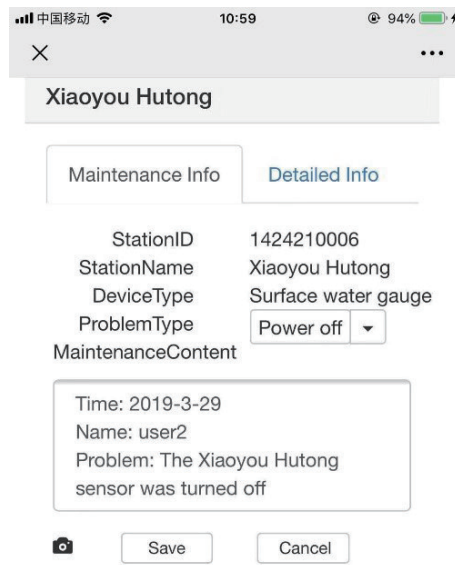 中国移动 10:59 94%
Xiaoyou Hutong
Maintenance Info Detailed Info
StationID 1424210006
StationName Xiaoyou Hutong
DeviceType Surface water gauge
ProblemType Power off
MaintenanceContent
Time: 2019-3-29
Name: user2
Problem: The Xiaoyou Hutong
sensor was turned off
Save Cancel